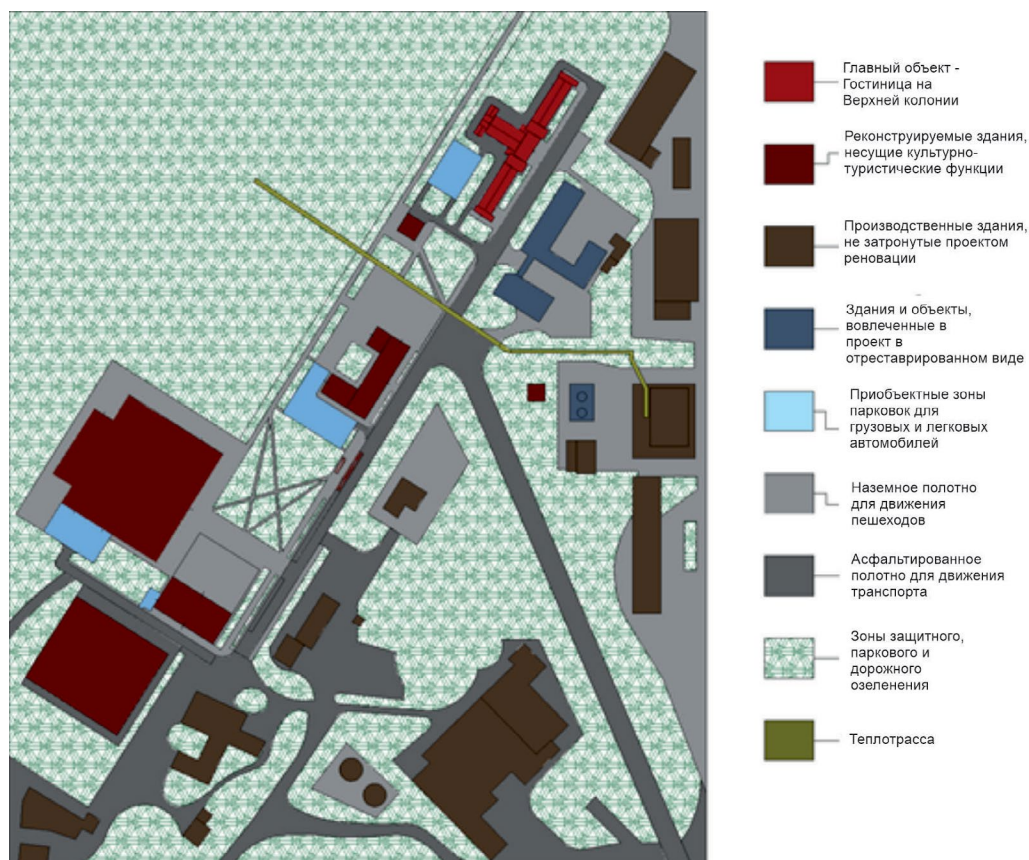 Главный объект -
Гостиница на
Верхней колонии
Реконструируемые здания,
несущие культурно-
туристические функции
Производственные здания,
не затронутые проектом
реновации
Здания и объекты,
вовлеченные в
проект в
отреставрированном виде
Приобъектные зоны
парковок для
грузовых и легковых
автомобилей
Наземное полотно
для движения
пешеходов
Асфальтированное
полотно для движения
транспорта
Зоны защитного,
паркового и
дорожного
озеленения
Теплотрасса